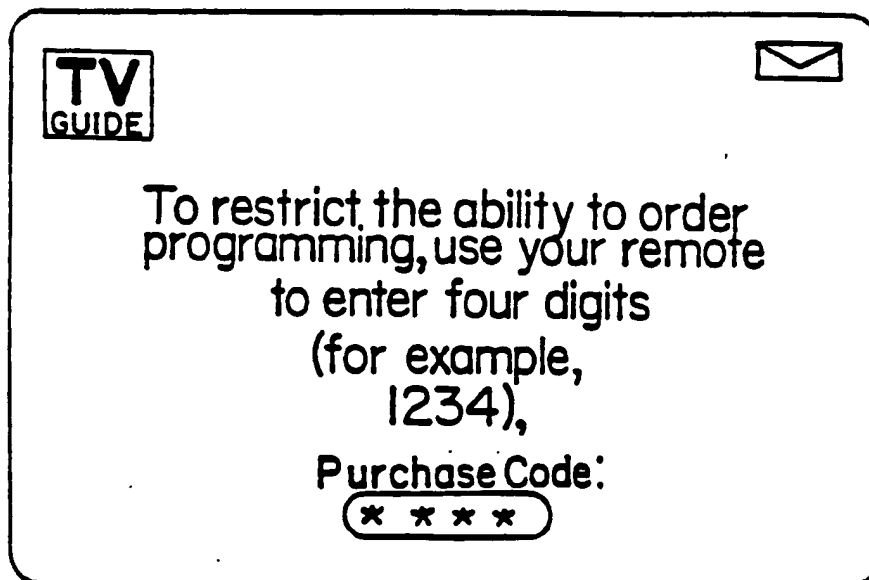 TV
GUIDE
To restrict the ability to order
programming, use your remote
to enter four digits
(for example,
1234),
Purchase Code:
* * * *